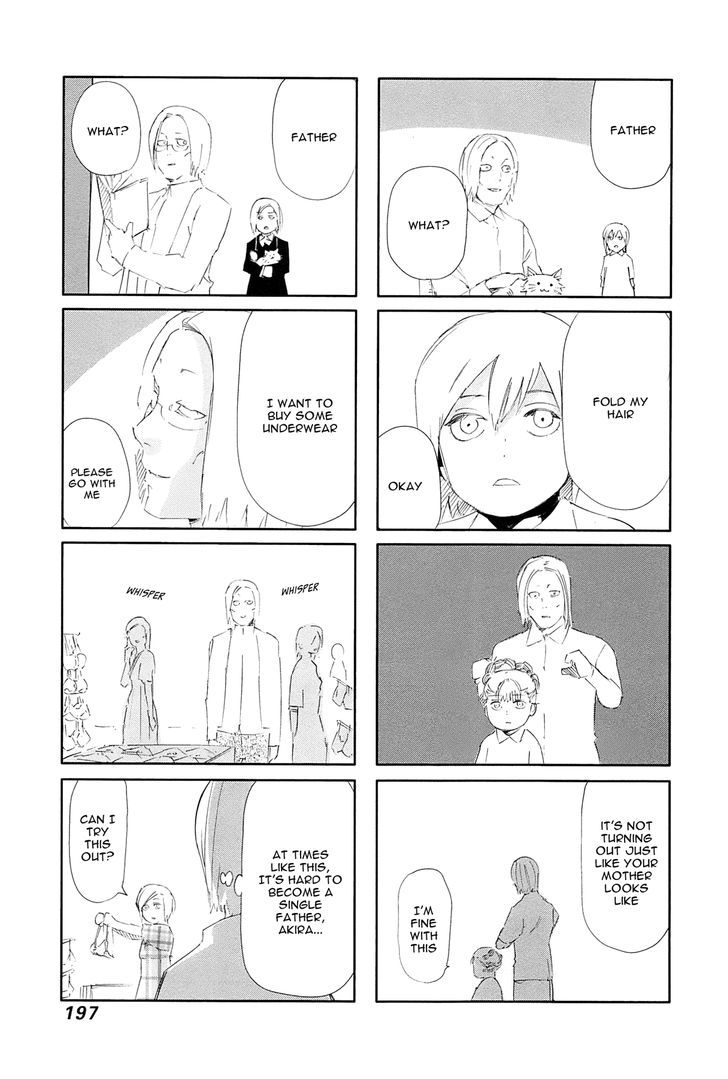 FATHER
WHAT?
FOLD MY
HAIR
OKAY
IT'S NOT
TURNING
OUT JUST
LIKE YOUR
MOTHER
LOOKS
LIKE
I'M
FINE
WITH
THIS
FATHER
WHAT?
I WANT TO
BUY SOME
UNDERWEAR
PLEASE
GO WITH
ME
WHISPER
WHISPER
AT TIMES
LIKE THIS,
IT'S HARD TO
BECOME A
SINGLE
FATHER,
AKIRA...
CAN I
TRY
THIS
OUT?
197